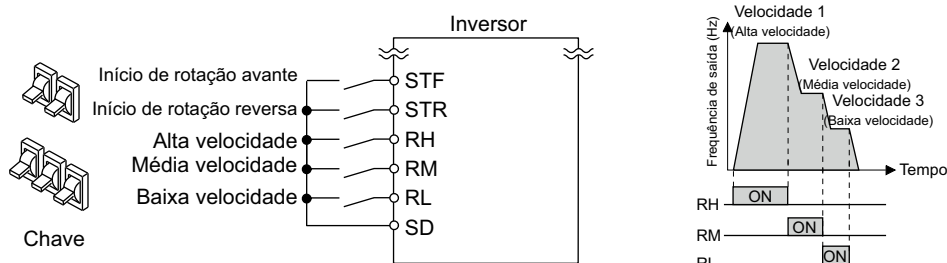 Inversor
Início de rotação avante
STF
Início de rotação reversa
STR
Alta velocidade
RH
Média velocidade
RM
Baixa velocidade
RL
SD
Chave
Velocidade 1
(Alta velocidade)
Velocidade 2
(Média velocidade)
Velocidade 3
(Baixa velocidade)
Frequência de saída (Hz)
Tempo
RH
ON
RM
ON
RL
ON